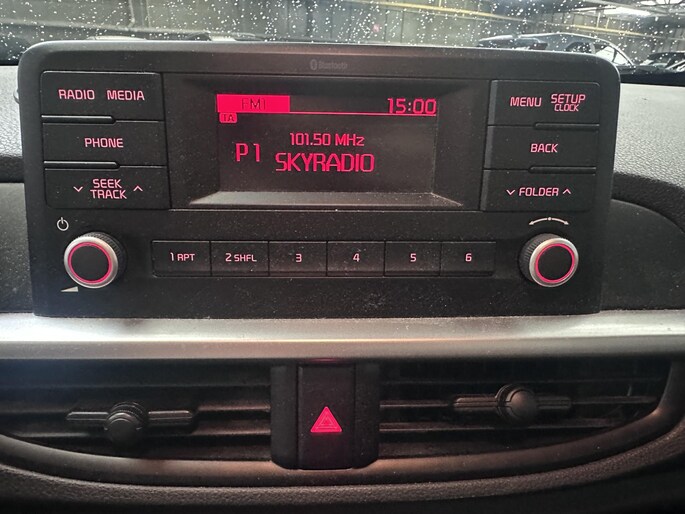 Bluetooth
RADIO MEDIA
PHONE
SEEK
TRACK
FM1 15:00
TA
101.50 MHz
P1 SKYRADIO
MENU SETUP
CLOCK
BACK
FOLDER
1 RPT 2 SHFL 3 4 5 6